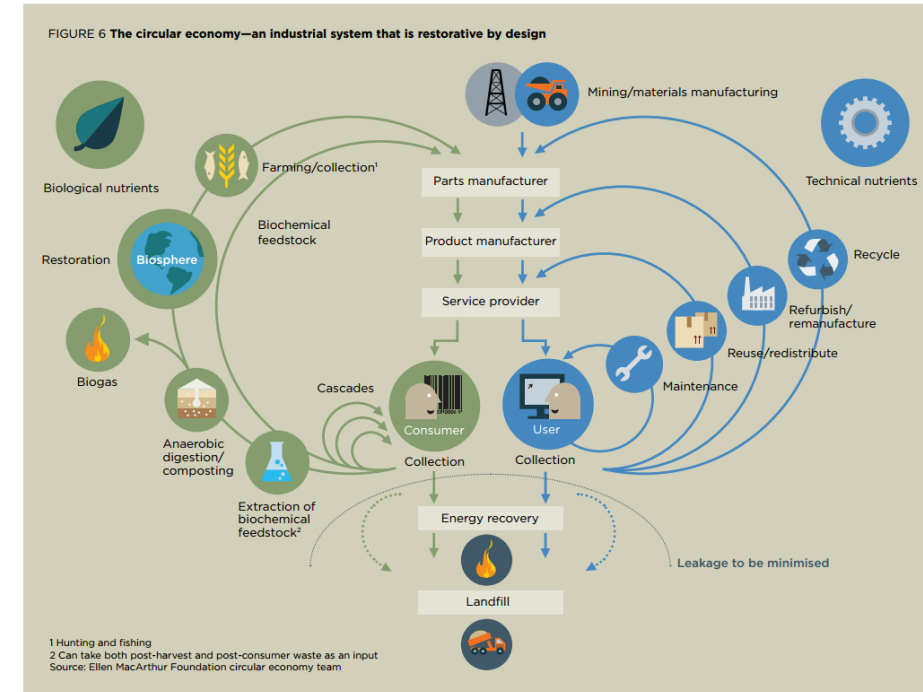 FIGURE 6 The circular economy—an industrial system that is restorative by design
Mining/materials manufacturing
Biological nutrients
Farming/collection¹
Technical nutrients
Parts manufacturer
Biochemical
feedstock
Product manufacturer
Restoration
Biosphere
Recycle
Service provider
Refurbish/
remanufacture
Reuse/redistribute
Biogas
Cascades
Maintenance
Consumer
User
Anaerobic
digestion/
composting
Collection
Collection
Extraction of
biochemical
feedstock²
Energy recovery
Leakage to be minimised
Landfill
1 Hunting and fishing
2 Can take both post-harvest and post-consumer waste as an input
Source: Ellen MacArthur Foundation circular economy team